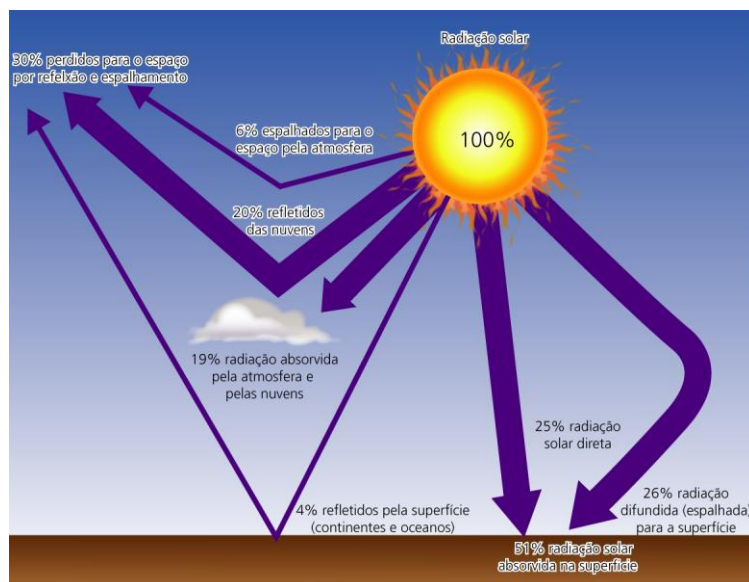 Radiação solar
30% perdidos para o espaço
por refelxão e espalhamento
6% espalhados para o
espaço pela atmosfera
100%
20% refletidos
das nuvens
19% radiação absorvida
pela atmosfera e
pelas nuvens
25% radiação
solar direta
4% refletidos pela superfície
(continentes e oceanos)
26% radiação
difundida (espalhada)
para a superfície
51% radiação solar
absorvida na superfície